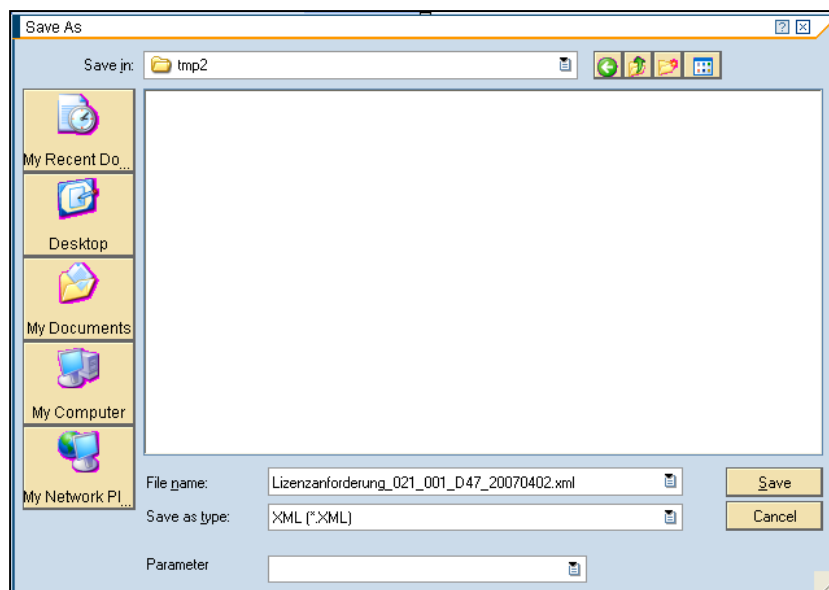 Save As
Save in:
tmp2
My Recent Do...
Desktop
My Documents
My Computer
My Network Pl...
File name:
Lizenzanforderung_021_001_D47_20070402.xml
Save
Save as type:
XML (*.XML)
Cancel
Parameter